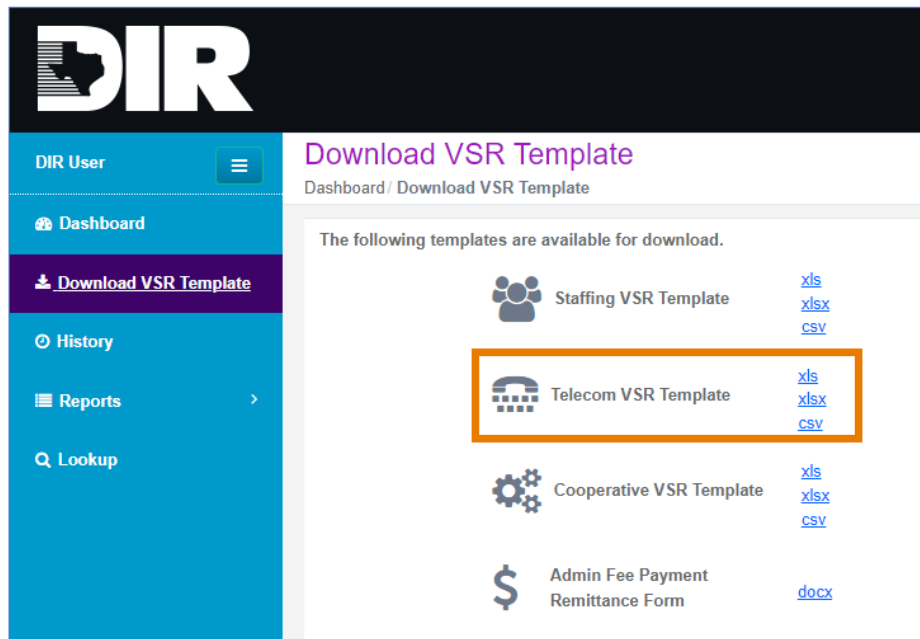 DIR
DIR User
Download VSR Template
Dashboard / Download VSR Template
Dashboard
Download VSR Template
History
Reports
Lookup
The following templates are available for download.
Staffing VSR Template
xls
xlsx
csv
Telecom VSR Template
xls
xlsx
csv
Cooperative VSR Template
xls
xlsx
csv
Admin Fee Payment
Remittance Form
docx